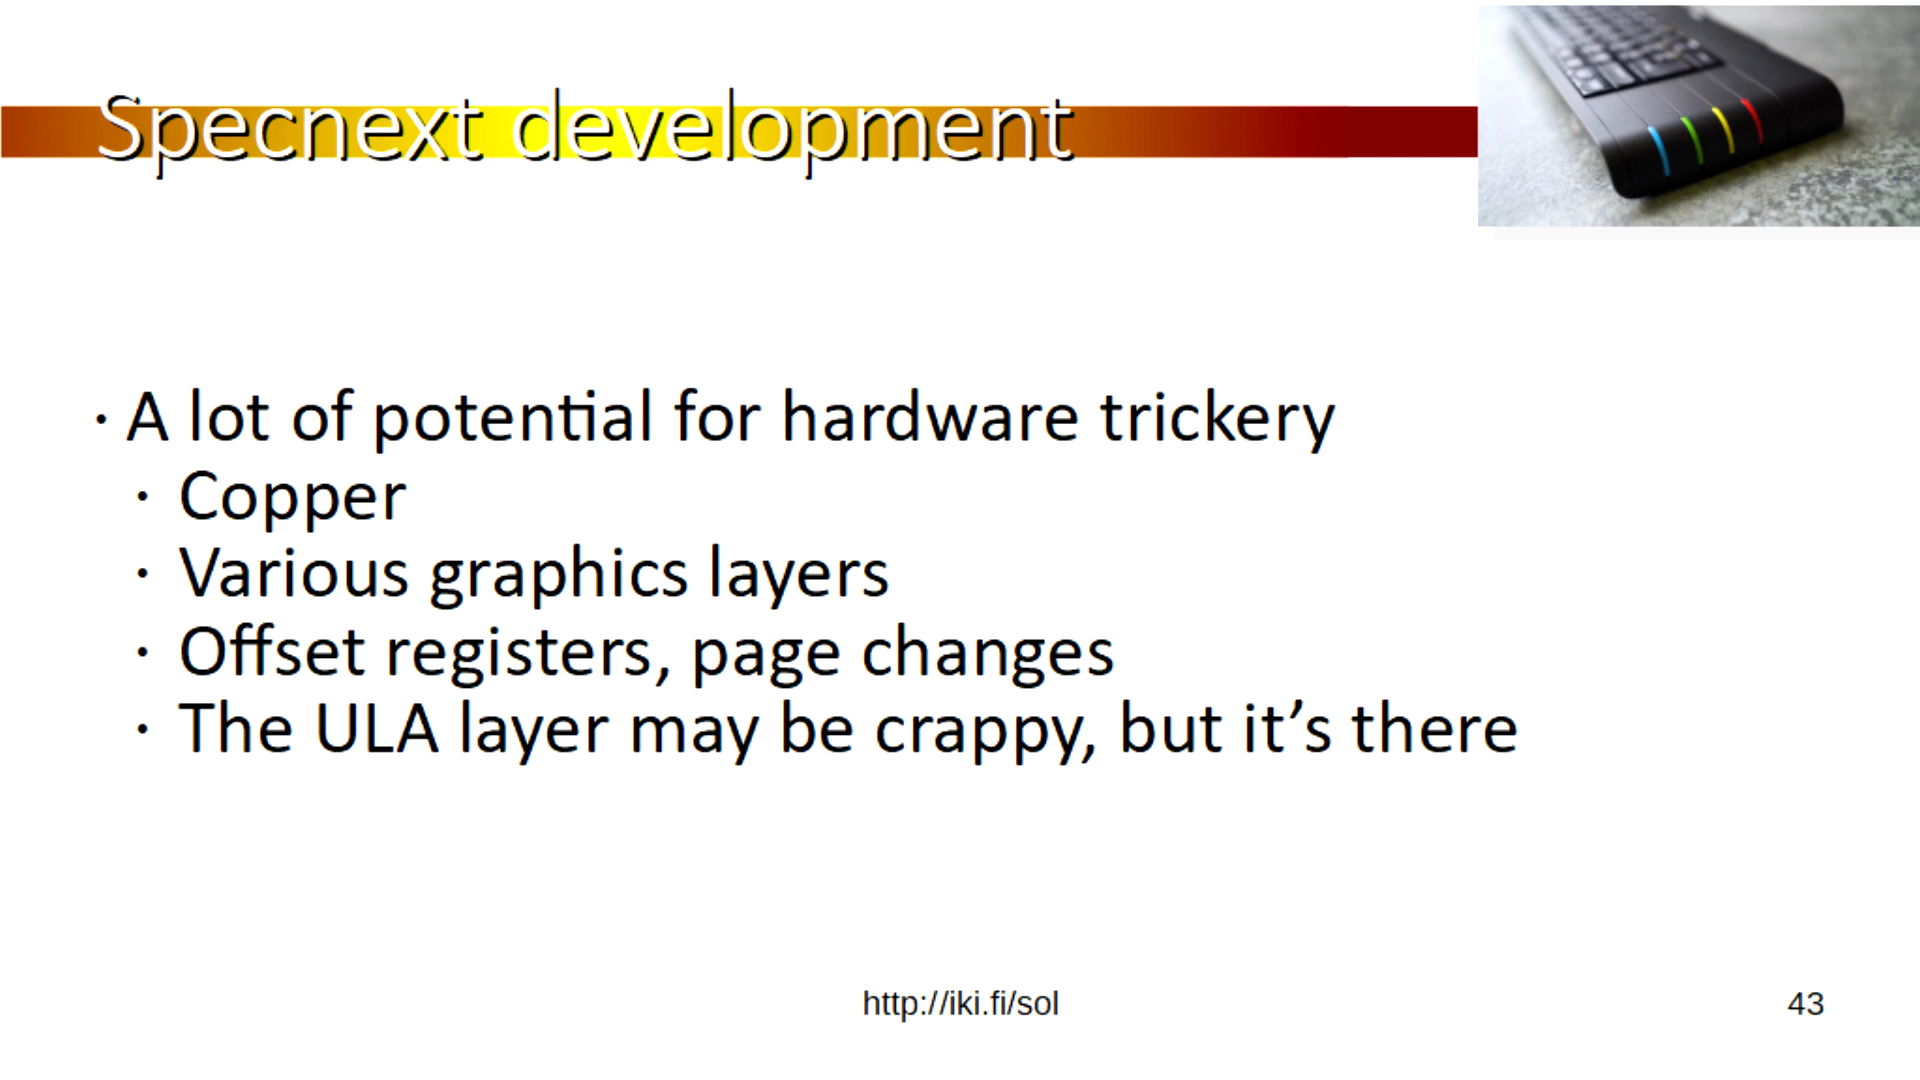 Specnext development
· A lot of potential for hardware trickery
· Copper
· Various graphics layers
· Offset registers, page changes
· The ULA layer may be crappy, but it’s there
http://iki.fi/sol
43